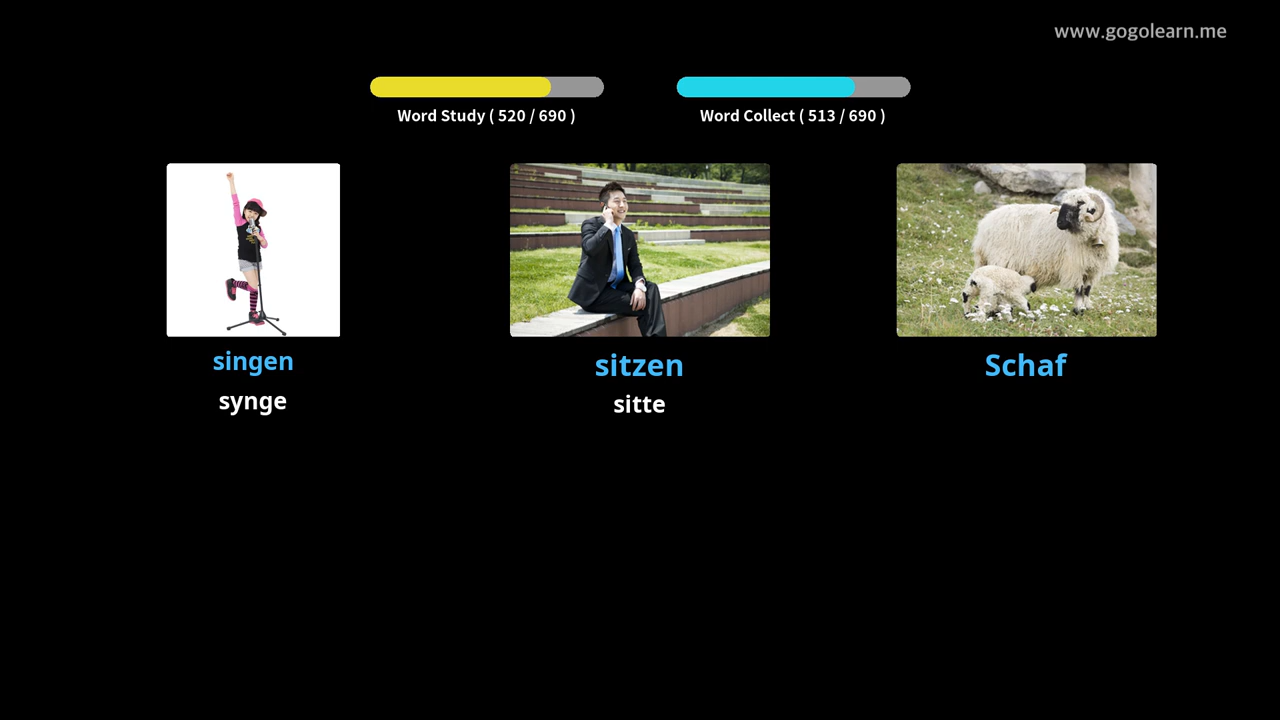 www.gogolearn.me
Word Study ( 520 / 690 )
Word Collect ( 513 / 690 )
singen
synge
sitzen
sitte
Schaf